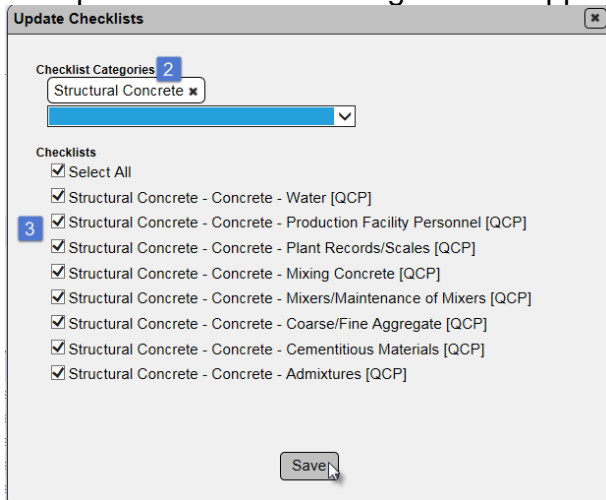 Update Checklists
Checklist Categories 2
Structural Concrete ×
Checklists
Select All
Structural Concrete - Concrete - Water [QCP]
3 Structural Concrete - Concrete - Production Facility Personnel [QCP]
Structural Concrete - Concrete - Plant Records/Scales [QCP]
Structural Concrete - Concrete - Mixing Concrete [QCP]
Structural Concrete - Concrete - Mixers/Maintenance of Mixers [QCP]
Structural Concrete - Concrete - Coarse/Fine Aggregate [QCP]
Structural Concrete - Concrete - Cementitious Materials [QCP]
Structural Concrete - Concrete - Admixtures [QCP]
Save